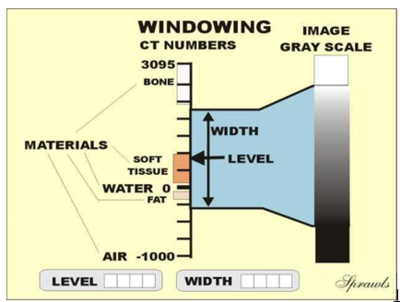 WINDOWING
CT NUMBERS
IMAGE
GRAY SCALE
3095
BONE
WIDTH
MATERIALS
SOFT
TISSUE
LEVEL
WATER 0
FAT
AIR -1000
LEVEL
WIDTH
Sprawls